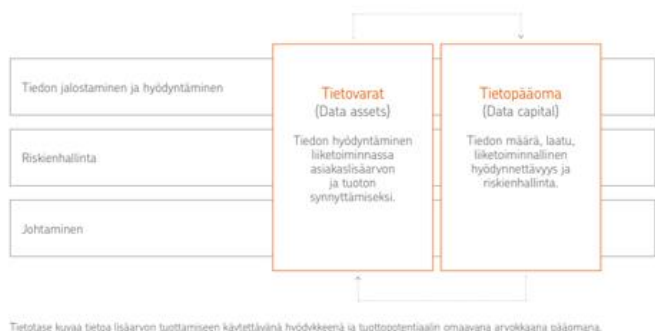 Tiedon jalostaminen ja hyödyntäminen
Riskienhallinta
Johtaminen
Tietovarat
(Data assets)
Tiedon hyödyntäminen
liiketoiminnassa
asiakaslisäarvon
ja tuoton
synnyttämiseksi.
Tietopääoma
(Data capital)
Tiedon määrä, laatu,
liiketoiminnallinen
hyödynnettävyys ja
riskienhallinta.
Tietotase kuvaa tietoa lisäarvon tuottamiseen käytettävänä hyödykkeenä ja tuottopotentiaalin omaavana arvokkaana pääomana.